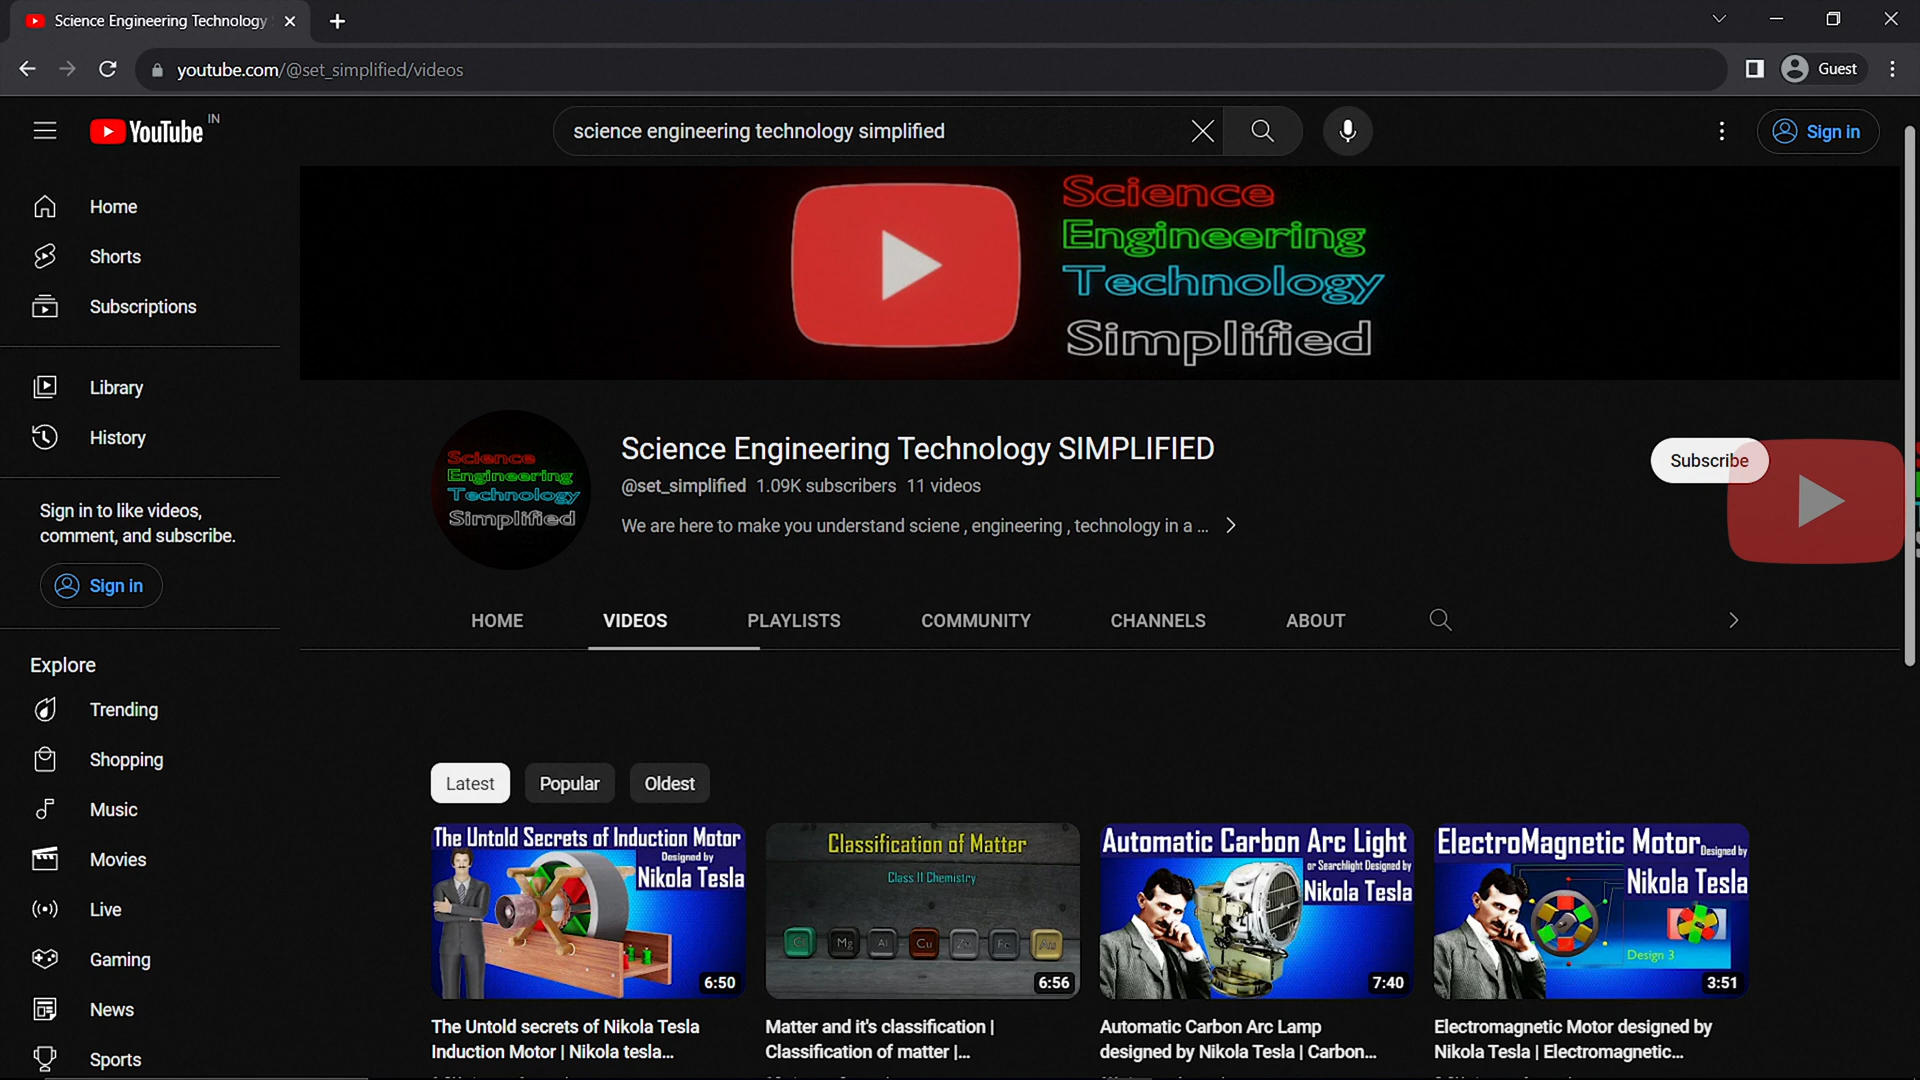 Science Engineering Technology
youtube.com/@set_simplified/videos
Guest
YouTube
IN
science engineering technology simplified
Sign in
Home
Shorts
Subscriptions
Library
History
Sign in to like videos,
comment, and subscribe.
Sign in
Explore
Trending
Shopping
Music
Movies
Live
Gaming
News
Sports
Science
Engineering
Technology
Simplified
Science
Engineering
Technology
Simplified
Science Engineering Technology SIMPLIFIED
@set_simplified 1.09K subscribers 11 videos
We are here to make you understand sciene , engineering , technology in a ...
Subscribe
HOME
VIDEOS
PLAYLISTS
COMMUNITY
CHANNELS
ABOUT
Latest
Popular
Oldest
The Untold Secrets of Induction Motor
Designed by
Nikola Tesla
6:50
The Untold secrets of Nikola Tesla
Induction Motor | Nikola tesla...
Classification of Matter
Class 11 Chemistry
Mg
Al
Cu
6:56
Matter and it's classification |
Classification of matter |...
Automatic Carbon Arc Light
or Searchlight Designed by
Nikola Tesla
7:40
Automatic Carbon Arc Lamp
designed by Nikola Tesla | Carbon...
ElectroMagnetic Motor Designed by
Nikola Tesla
Design 3
3:51
Electromagnetic Motor designed by
Nikola Tesla | Electromagnetic...